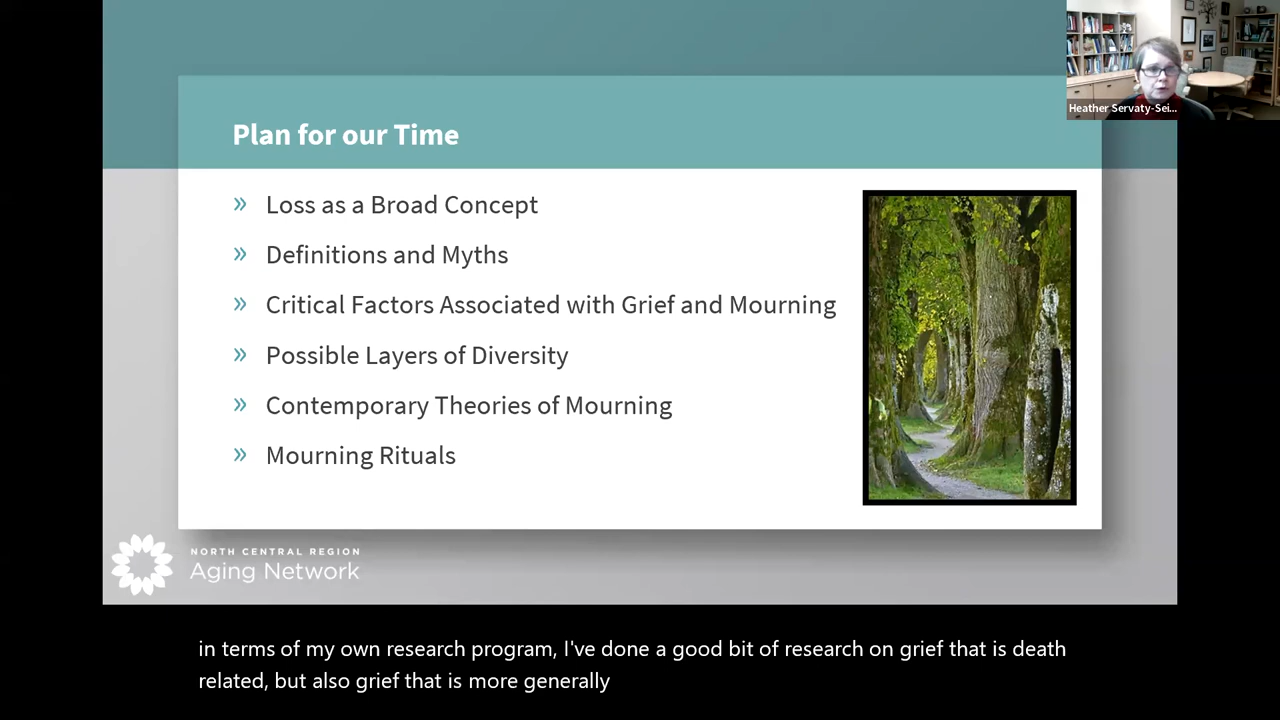 Heather Servaty-Sei...
Plan for our Time
» Loss as a Broad Concept
» Definitions and Myths
» Critical Factors Associated with Grief and Mourning
» Possible Layers of Diversity
» Contemporary Theories of Mourning
» Mourning Rituals
NORTH CENTRAL REGION
Aging Network
in terms of my own research program, I've done a good bit of research on grief that is death
related, but also grief that is more generally